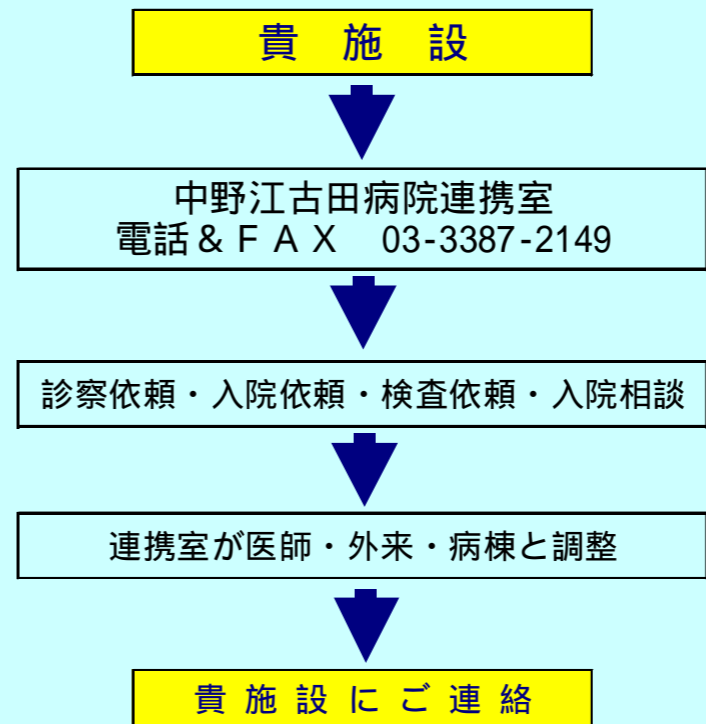 貴 施 設
中野江古田病院連携室
電話＆ＦＡＸ　03-3387-2149
診察依頼・入院依頼・検査依頼・入院相談
連携室が医師・外来・病棟と調整
貴 施 設 に ご 連 絡